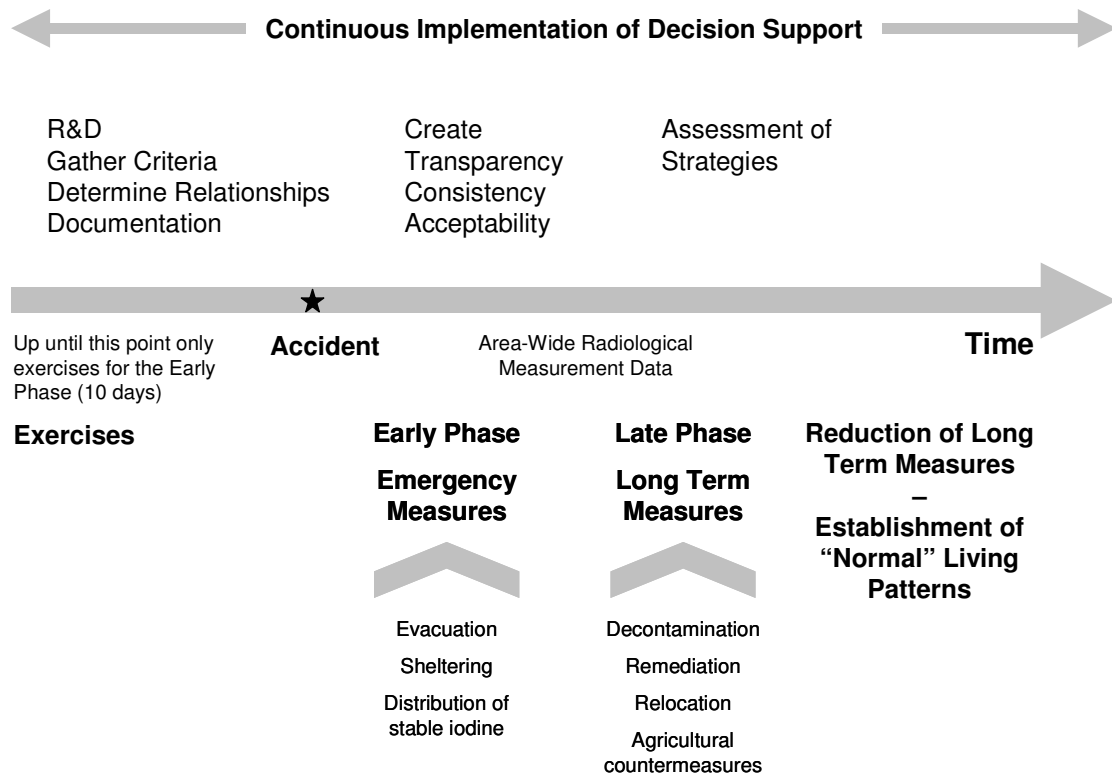 Continuous Implementation of Decision Support
R&D
Gather Criteria
Determine Relationships
Documentation
Create
Transparency
Consistency
Acceptability
Assessment of
Strategies
Up until this point only
exercises for the Early
Phase (10 days)
Accident
Area-Wide Radiological
Measurement Data
Time
Exercises
Early Phase
Emergency
Measures
Late Phase
Long Term
Measures
Reduction of Long
Term Measures
–
Establishment of
“Normal” Living
Patterns
Evacuation
Sheltering
Distribution of
stable iodine
Decontamination
Remediation
Relocation
Agricultural
countermeasures